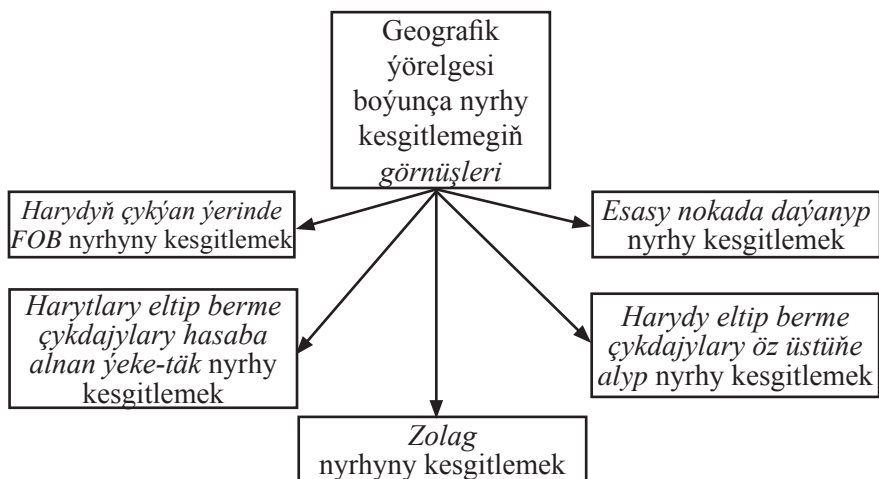 Geografik
ýörelgesi
boýunça nyrhy
kesgitlemegiň
görnüşleri
Harydyň çykýan ýerinde
FOB nyrhyny kesgitlemek
Esasy nokada daýanyp
nyrhy kesgitlemek
Harytlary eltip berme
çykdajylary hasaba
alnan ýeke-täk nyrhy
kesgitlemek
Harydy eltip berme
çykdajylary öz üstüňe
alyp nyrhy kesgitlemek
Zolag
nyrhyny kesgitlemek